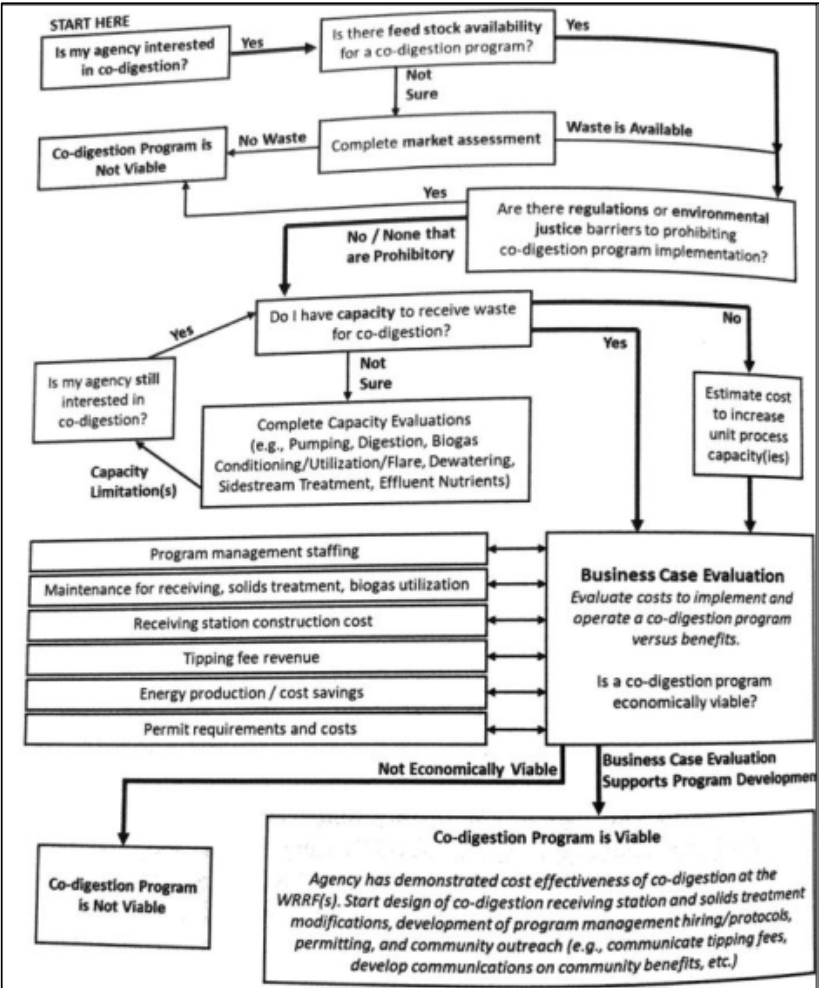 START HERE
Is my agency interested
in co-digestion?
Yes
Is there feed stock availability
for a co-digestion program?
Yes
Not
Sure
Complete market assessment
No Waste
Waste is Available
Co-digestion Program is
Not Viable
Yes
Are there regulations or environmental
justice barriers to prohibiting
co-digestion program implementation?
No / None that
are Prohibitory
Do I have capacity to receive waste
for co-digestion?
No
Yes
Yes
Not
Sure
Is my agency still
interested in
co-digestion?
Estimate cost
to increase
unit process
capacity(ies)
Complete Capacity Evaluations
(e.g., Pumping, Digestion, Biogas
Conditioning/Utilization/Flare, Dewatering,
Sidestream Treatment, Effluent Nutrients)
Capacity
Limitation(s)
Program management staffing
Maintenance for receiving, solids treatment, biogas utilization
Receiving station construction cost
Tipping fee revenue
Energy production / cost savings
Permit requirements and costs
Business Case Evaluation
Evaluate costs to implement and
operate a co-digestion program
versus benefits.
Is a co-digestion program
economically viable?
Not Economically Viable
Business Case Evaluation
Supports Program Developmen
Co-digestion Program
is Not Viable
Co-digestion Program is Viable
Agency has demonstrated cost effectiveness of co-digestion at the
WRRF(s). Start design of co-digestion receiving station and solids treatment
modifications, development of program management hiring/protocols,
permitting, and community outreach (e.g., communicate tipping fees,
develop communications on community benefits, etc.)